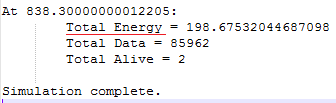 At 838.30000000012205:
Total Energy = 198.67532044687098
Total Data = 85962
Total Alive = 2
Simulation complete.